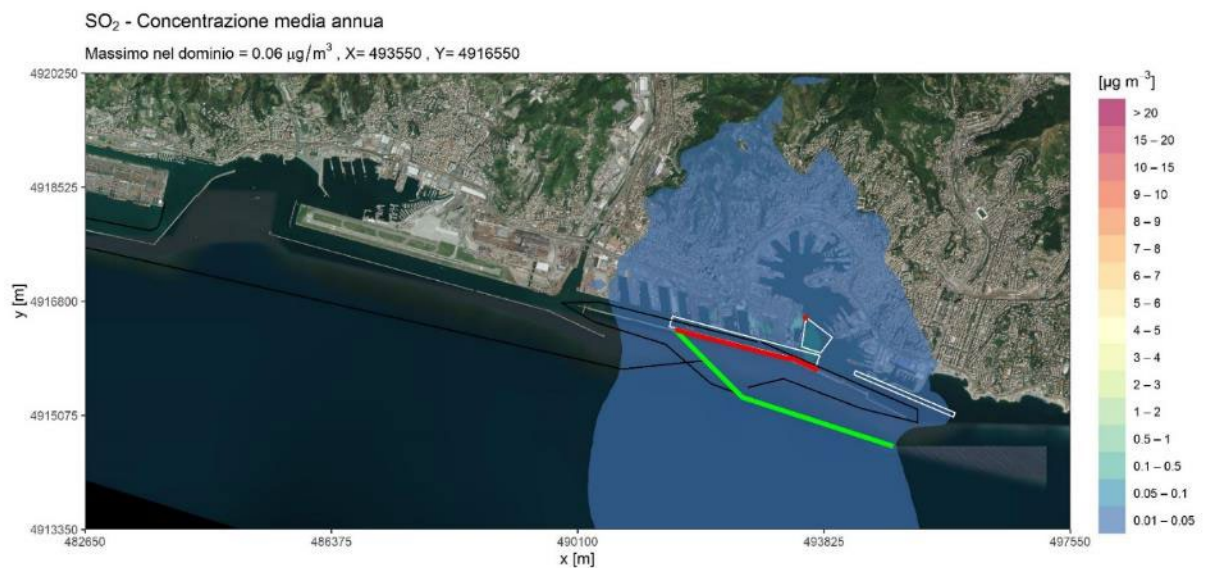 SO₂ - Concentrazione media annua
Massimo nel dominio = 0.06 µg/m³ , X= 493550 , Y= 4916550
[µg m⁻³]
> 20
15 – 20
10 – 15
9 – 10
8 – 9
7 – 8
6 – 7
5 – 6
4 – 5
3 – 4
2 – 3
1 – 2
0.5 – 1
0.1 – 0.5
0.05 – 0.1
0.01 – 0.05
y [m]
4920250
4918525
4916800
4915075
4913350
482650 486375 490100 493825 497550
x [m]